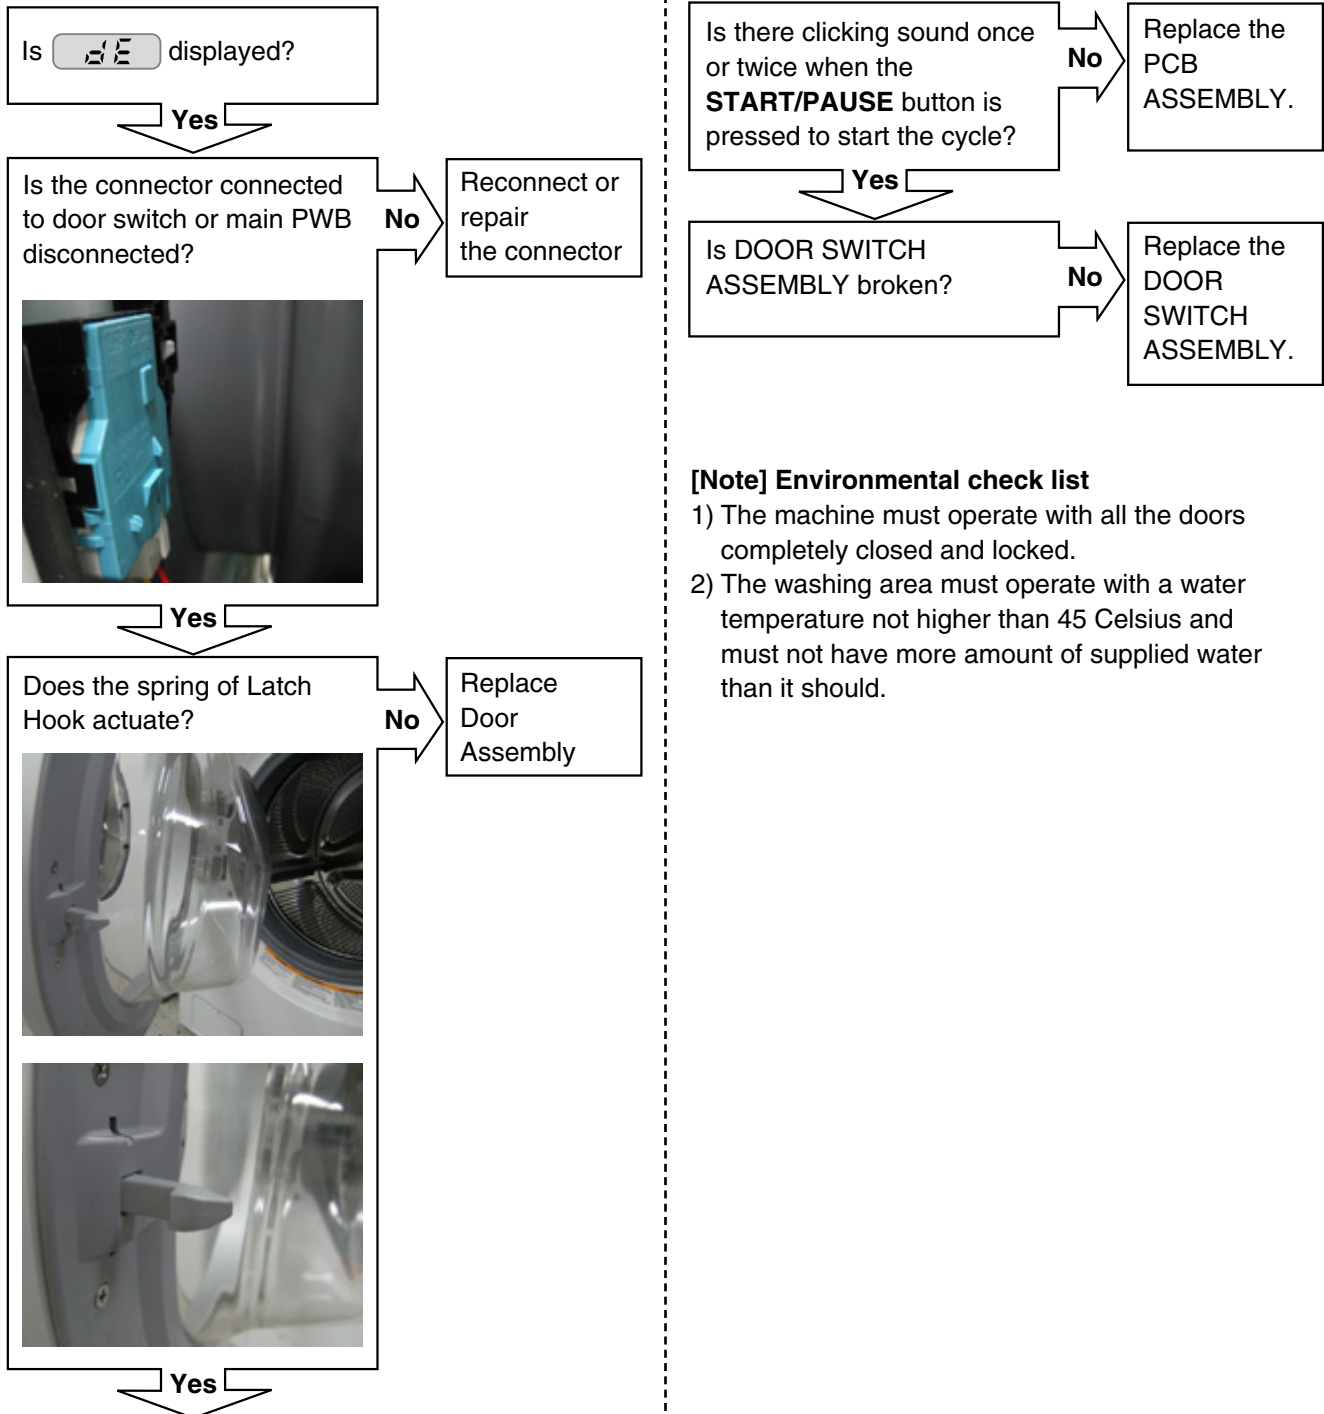 Is dE displayed?
Yes
Is the connector connected
to door switch or main PWB
disconnected?
No
Reconnect or
repair
the connector
Yes
Does the spring of Latch
Hook actuate?
No
Replace
Door
Assembly
Yes
Is there clicking sound once
or twice when the
START/PAUSE button is
pressed to start the cycle?
No
Replace the
PCB
ASSEMBLY.
Yes
Is DOOR SWITCH
ASSEMBLY broken?
No
Replace the
DOOR
SWITCH
ASSEMBLY.
[Note] Environmental check list
1) The machine must operate with all the doors
completely closed and locked.
2) The washing area must operate with a water
temperature not higher than 45 Celsius and
must not have more amount of supplied water
than it should.